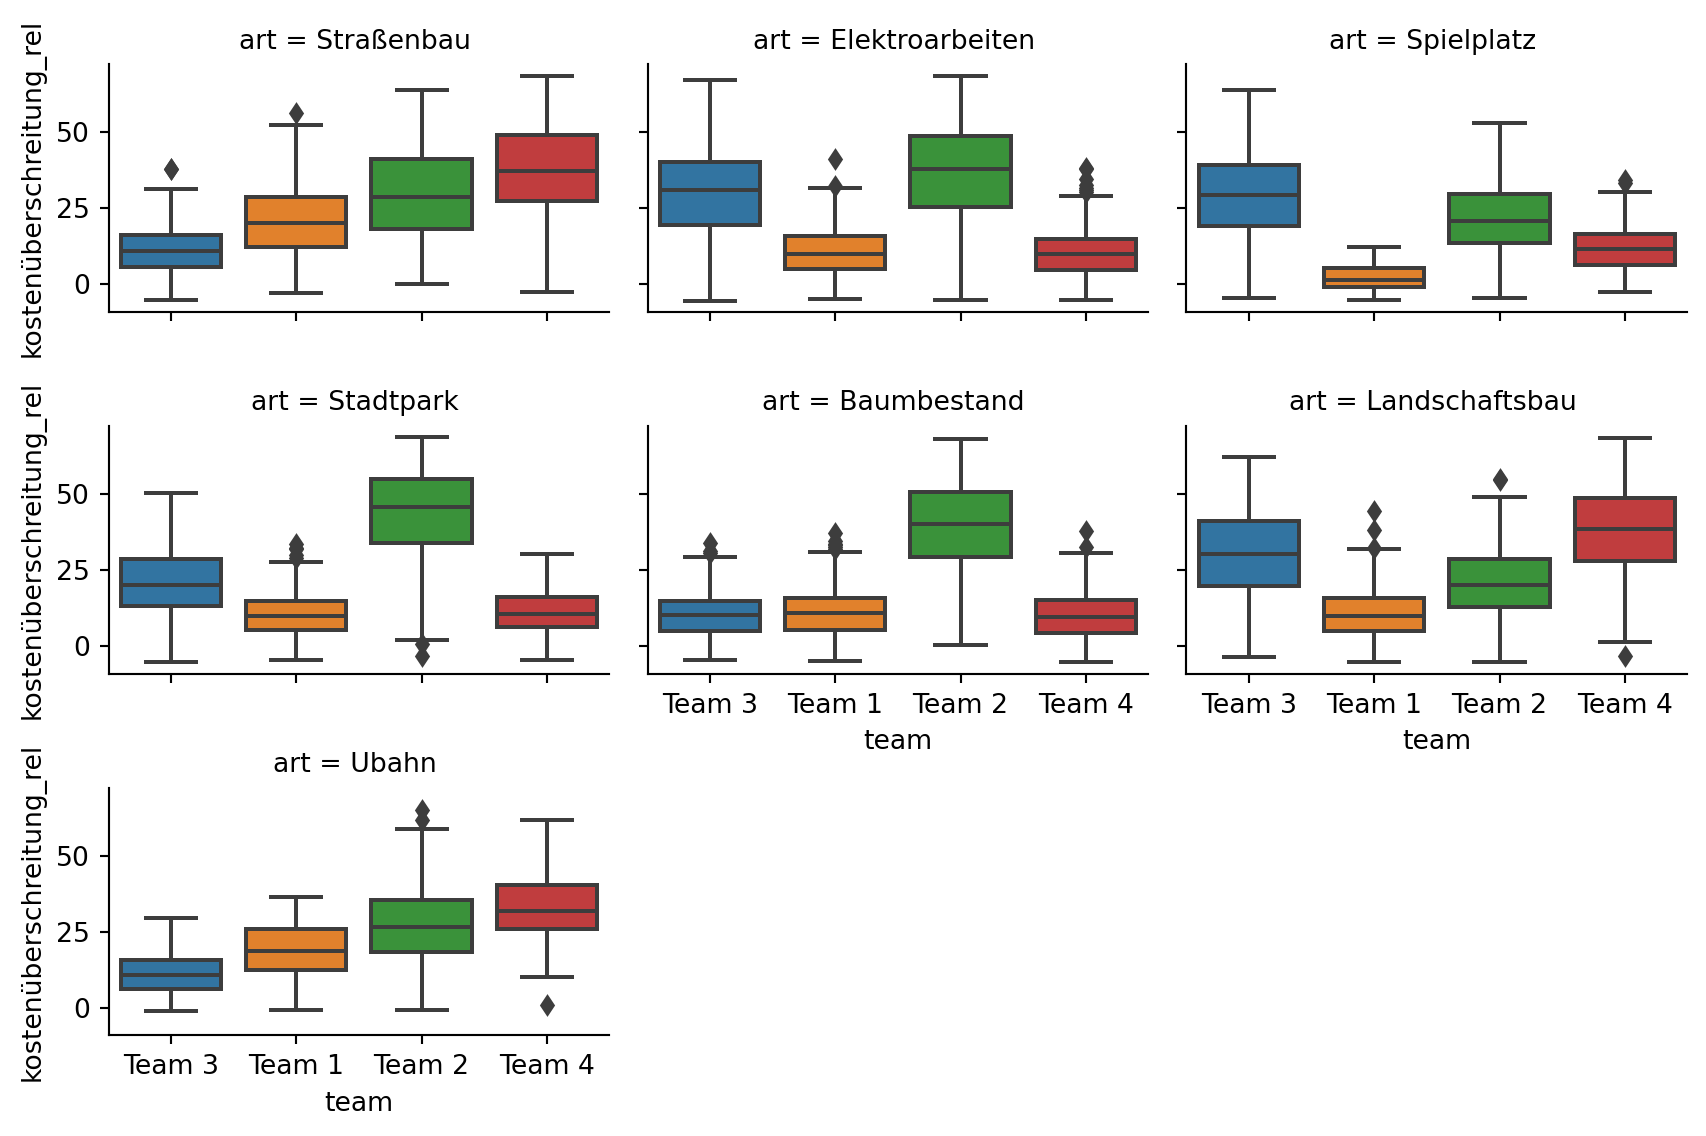 art = Straßenbau
art = Elektroarbeiten
art = Spielplatz
kostenüberschreitung_rel
50
25
0
art = Stadtpark
art = Baumbestand
art = Landschaftsbau
kostenüberschreitung_rel
50
25
0
Team 3 Team 1 Team 2 Team 4
team
Team 3 Team 1 Team 2 Team 4
team
art = Ubahn
kostenüberschreitung_rel
50
25
0
Team 3 Team 1 Team 2 Team 4
team